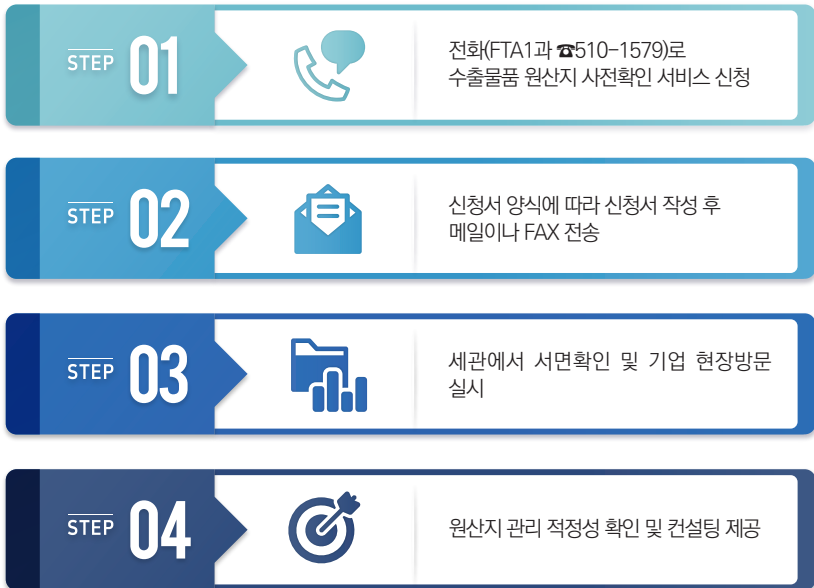 STEP 01
전화(FTA1과 ☎510-1579)로
수출물품 원산지 사전확인 서비스 신청
STEP 02
신청서 양식에 따라 신청서 작성 후
메일이나 FAX 전송
STEP 03
세관에서 서면확인 및 기업 현장방문
실시
STEP 04
원산지 관리 적정성 확인 및 컨설팅 제공